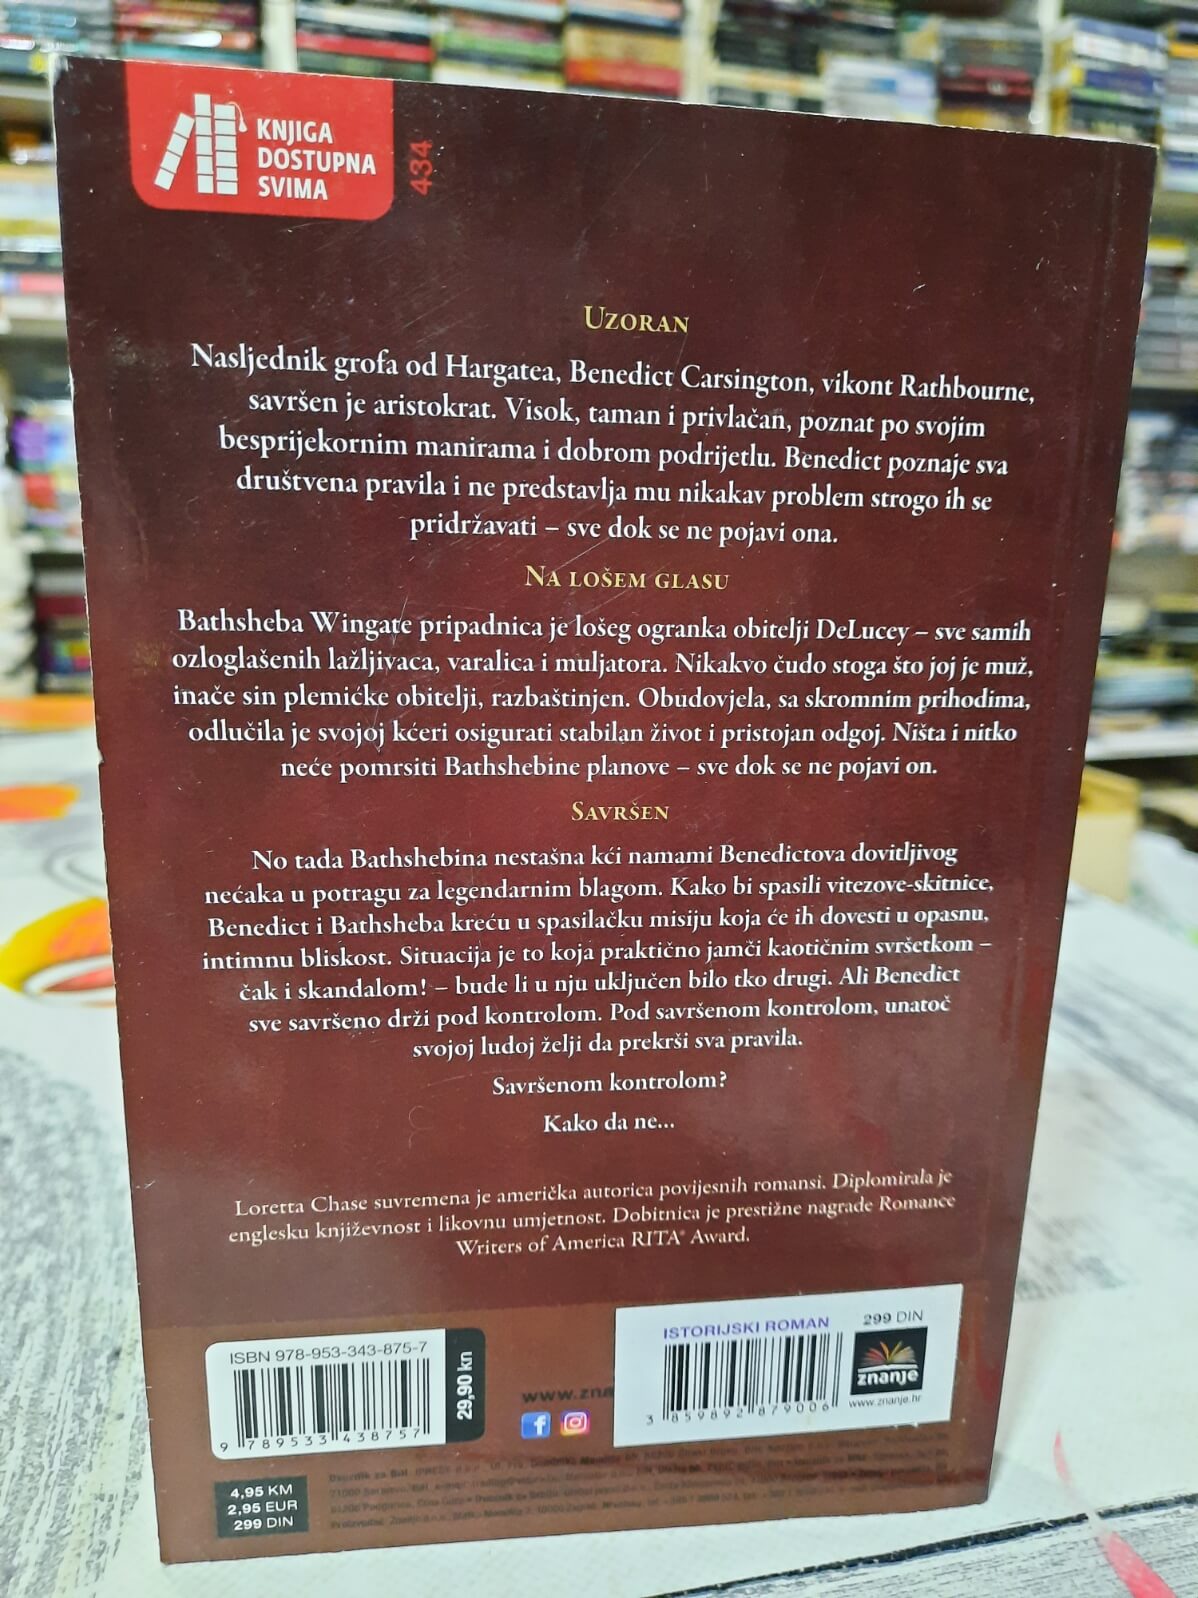 KNJIGA
DOSTUPNA
SVIMA
434
UZORAN
Nasljednik grofa od Hargatea, Benedict Carsington, vikont Rathbourne,
savršen je aristokrat. Visok, taman i privlačan, poznat po svojim
besprijekornim manirama i dobrom podrijetlu. Benedict poznaje sva
društvena pravila i ne predstavlja mu nikakav problem strogo ih se
pridržavati – sve dok se ne pojavi ona.
NA LOŠEM GLASU
Bathsheba Wingate pripadnica je lošeg ogranka obitelji DeLucey – sve samih
ozloglašenih lažljivaca, varalica i muljatora. Nikakvo čudo stoga što joj je muž,
inače sin plemićke obitelji, razbaštinjen. Obudovjela, sa skromnim prihodima,
odlučila je svojoj kćeri osigurati stabilan život i pristojan odgoj. Ništa i nitko
neće pomrsiti Bathshebine planove – sve dok se ne pojavi on.
SAVRŠEN
No tada Bathshebina nestašna kći namami Benedictova dovitljivog
nećaka u potragu za legendarnim blagom. Kako bi spasili vitezove-skitnice,
Benedict i Bathsheba kreću u spasilačku misiju koja će ih dovesti u opasnu,
intimnu bliskost. Situacija je to koja praktično jamči kaotičnim svršetkom –
čak i skandalom! – bude li u nju uključen bilo tko drugi. Ali Benedict
sve savršeno drži pod kontrolom. Pod savršenom kontrolom, unatoč
svojoj ludoj želji da prekrši sva pravila.
Savršenom kontrolom?
Kako da ne...
Loretta Chase suvremena je američka autorica povijesnih romansi. Diplomirala je
englesku književnost i likovnu umjetnost. Dobitnica je prestižne nagrade Romance
Writers of America RITA® Award.
ISBN 978-953-343-875-7
9 789533 438757
29,90 kn
www.zna
ISTORIJSKI ROMAN
299 DIN
3 859892 879006
znanje
www.znanje.hr
4,95 KM
2,95 EUR
299 DIN